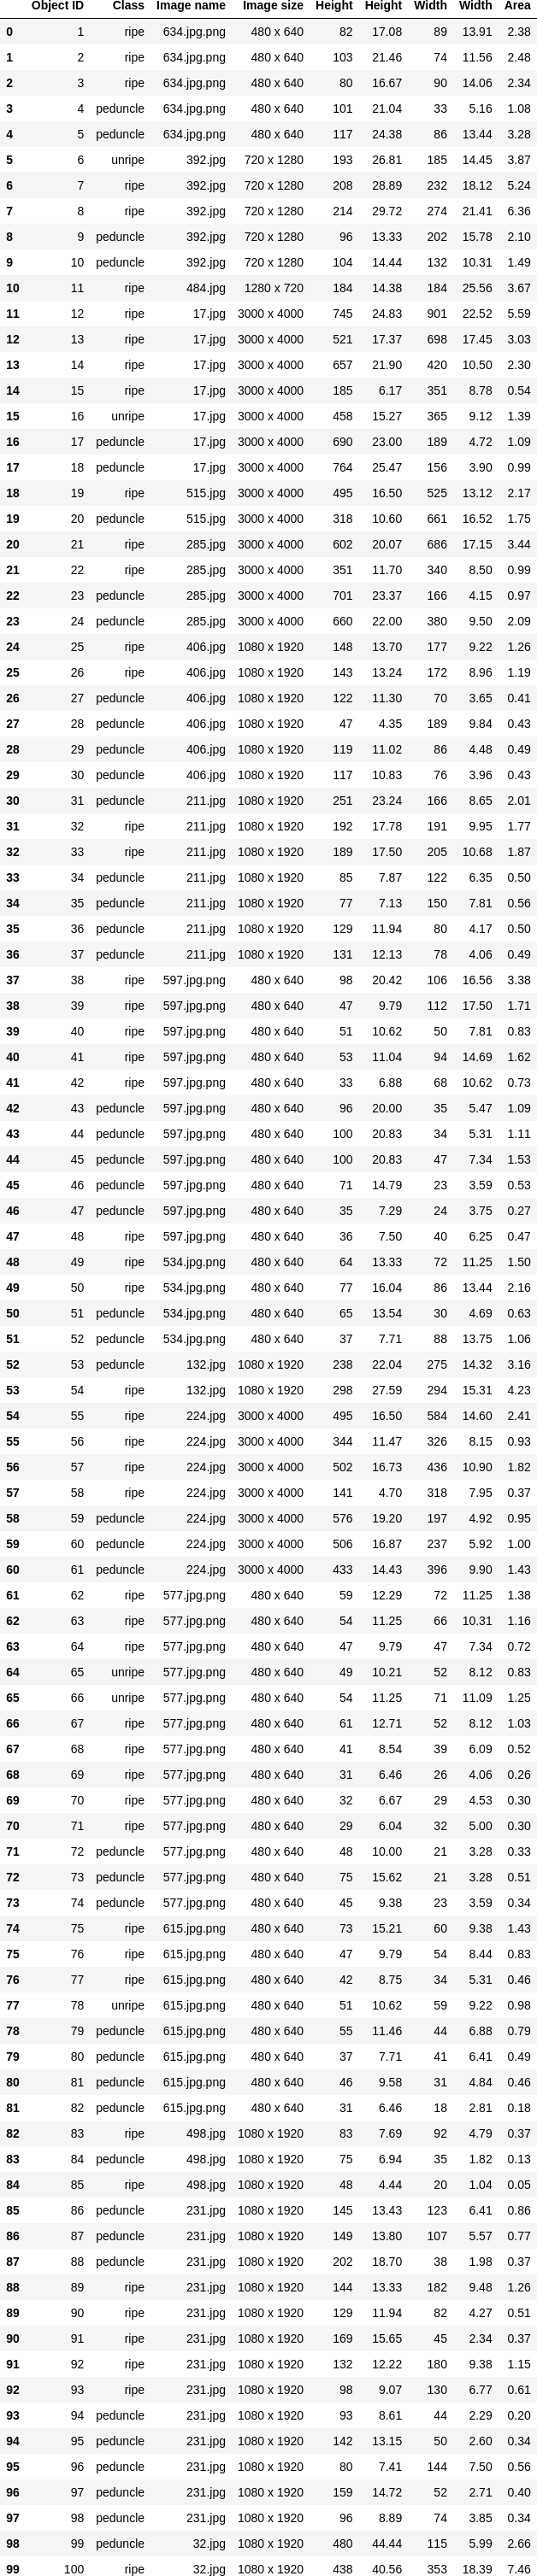 Object ID Class Image name Image size Height Height Width Width Area
0 1 ripe 634.jpg.png 480 x 640 82 17.08 89 13.91 2.38
1 2 ripe 634.jpg.png 480 x 640 103 21.46 74 11.56 2.48
2 3 ripe 634.jpg.png 480 x 640 80 16.67 90 14.06 2.34
3 4 peduncle 634.jpg.png 480 x 640 101 21.04 33 5.16 1.08
4 5 peduncle 634.jpg.png 480 x 640 117 24.38 86 13.44 3.28
5 6 unripe 392.jpg 720 x 1280 193 26.81 185 14.45 3.87
6 7 ripe 392.jpg 720 x 1280 208 28.89 232 18.12 5.24
7 8 ripe 392.jpg 720 x 1280 214 29.72 274 21.41 6.36
8 9 peduncle 392.jpg 720 x 1280 96 13.33 202 15.78 2.10
9 10 peduncle 392.jpg 720 x 1280 104 14.44 132 10.31 1.49
10 11 ripe 484.jpg 1280 x 720 184 14.38 184 25.56 3.67
11 12 ripe 17.jpg 3000 x 4000 745 24.83 901 22.52 5.59
12 13 ripe 17.jpg 3000 x 4000 521 17.37 698 17.45 3.03
13 14 ripe 17.jpg 3000 x 4000 657 21.90 420 10.50 2.30
14 15 ripe 17.jpg 3000 x 4000 185 6.17 351 8.78 0.54
15 16 unripe 17.jpg 3000 x 4000 458 15.27 365 9.12 1.39
16 17 peduncle 17.jpg 3000 x 4000 690 23.00 189 4.72 1.09
17 18 peduncle 17.jpg 3000 x 4000 764 25.47 156 3.90 0.99
18 19 ripe 515.jpg 3000 x 4000 495 16.50 525 13.12 2.17
19 20 peduncle 515.jpg 3000 x 4000 318 10.60 661 16.52 1.75
20 21 ripe 285.jpg 3000 x 4000 602 20.07 686 17.15 3.44
21 22 ripe 285.jpg 3000 x 4000 351 11.70 340 8.50 0.99
22 23 peduncle 285.jpg 3000 x 4000 701 23.37 166 4.15 0.97
23 24 peduncle 285.jpg 3000 x 4000 660 22.00 380 9.50 2.09
24 25 ripe 406.jpg 1080 x 1920 148 13.70 177 9.22 1.26
25 26 ripe 406.jpg 1080 x 1920 143 13.24 172 8.96 1.19
26 27 peduncle 406.jpg 1080 x 1920 122 11.30 70 3.65 0.41
27 28 peduncle 406.jpg 1080 x 1920 47 4.35 189 9.84 0.43
28 29 peduncle 406.jpg 1080 x 1920 119 11.02 86 4.48 0.49
29 30 peduncle 406.jpg 1080 x 1920 117 10.83 76 3.96 0.43
30 31 peduncle 211.jpg 1080 x 1920 251 23.24 166 8.65 2.01
31 32 ripe 211.jpg 1080 x 1920 192 17.78 191 9.95 1.77
32 33 ripe 211.jpg 1080 x 1920 189 17.50 205 10.68 1.87
33 34 peduncle 211.jpg 1080 x 1920 85 7.87 122 6.35 0.50
34 35 peduncle 211.jpg 1080 x 1920 77 7.13 150 7.81 0.56
35 36 peduncle 211.jpg 1080 x 1920 129 11.94 80 4.17 0.50
36 37 peduncle 211.jpg 1080 x 1920 131 12.13 78 4.06 0.49
37 38 ripe 597.jpg.png 480 x 640 98 20.42 106 16.56 3.38
38 39 ripe 597.jpg.png 480 x 640 47 9.79 112 17.50 1.71
39 40 ripe 597.jpg.png 480 x 640 51 10.62 50 7.81 0.83
40 41 ripe 597.jpg.png 480 x 640 53 11.04 94 14.69 1.62
41 42 ripe 597.jpg.png 480 x 640 33 6.88 68 10.62 0.73
42 43 peduncle 597.jpg.png 480 x 640 96 20.00 35 5.47 1.09
43 44 peduncle 597.jpg.png 480 x 640 100 20.83 34 5.31 1.11
44 45 peduncle 597.jpg.png 480 x 640 100 20.83 47 7.34 1.53
45 46 peduncle 597.jpg.png 480 x 640 71 14.79 23 3.59 0.53
46 47 peduncle 597.jpg.png 480 x 640 35 7.29 24 3.75 0.27
47 48 ripe 597.jpg.png 480 x 640 36 7.50 40 6.25 0.47
48 49 ripe 534.jpg.png 480 x 640 64 13.33 72 11.25 1.50
49 50 ripe 534.jpg.png 480 x 640 77 16.04 86 13.44 2.16
50 51 peduncle 534.jpg.png 480 x 640 65 13.54 30 4.69 0.63
51 52 peduncle 534.jpg.png 480 x 640 37 7.71 88 13.75 1.06
52 53 peduncle 132.jpg 1080 x 1920 238 22.04 275 14.32 3.16
53 54 ripe 132.jpg 1080 x 1920 298 27.59 294 15.31 4.23
54 55 ripe 224.jpg 3000 x 4000 495 16.50 584 14.60 2.41
55 56 ripe 224.jpg 3000 x 4000 344 11.47 326 8.15 0.93
56 57 ripe 224.jpg 3000 x 4000 502 16.73 436 10.90 1.82
57 58 ripe 224.jpg 3000 x 4000 141 4.70 318 7.95 0.37
58 59 peduncle 224.jpg 3000 x 4000 576 19.20 197 4.92 0.95
59 60 peduncle 224.jpg 3000 x 4000 506 16.87 237 5.92 1.00
60 61 peduncle 224.jpg 3000 x 4000 433 14.43 396 9.90 1.43
61 62 ripe 577.jpg.png 480 x 640 59 12.29 72 11.25 1.38
62 63 ripe 577.jpg.png 480 x 640 54 11.25 66 10.31 1.16
63 64 ripe 577.jpg.png 480 x 640 47 9.79 47 7.34 0.72
64 65 unripe 577.jpg.png 480 x 640 49 10.21 52 8.12 0.83
65 66 unripe 577.jpg.png 480 x 640 54 11.25 71 11.09 1.25
66 67 ripe 577.jpg.png 480 x 640 61 12.71 52 8.12 1.03
67 68 ripe 577.jpg.png 480 x 640 41 8.54 39 6.09 0.52
68 69 ripe 577.jpg.png 480 x 640 31 6.46 26 4.06 0.26
69 70 ripe 577.jpg.png 480 x 640 32 6.67 29 4.53 0.30
70 71 ripe 577.jpg.png 480 x 640 29 6.04 32 5.00 0.30
71 72 peduncle 577.jpg.png 480 x 640 48 10.00 21 3.28 0.33
72 73 peduncle 577.jpg.png 480 x 640 75 15.62 21 3.28 0.51
73 74 peduncle 577.jpg.png 480 x 640 45 9.38 23 3.59 0.34
74 75 ripe 615.jpg.png 480 x 640 73 15.21 60 9.38 1.43
75 76 ripe 615.jpg.png 480 x 640 47 9.79 54 8.44 0.83
76 77 ripe 615.jpg.png 480 x 640 42 8.75 34 5.31 0.46
77 78 unripe 615.jpg.png 480 x 640 51 10.62 59 9.22 0.98
78 79 peduncle 615.jpg.png 480 x 640 55 11.46 44 6.88 0.79
79 80 peduncle 615.jpg.png 480 x 640 37 7.71 41 6.41 0.49
80 81 peduncle 615.jpg.png 480 x 640 46 9.58 31 4.84 0.46
81 82 peduncle 615.jpg.png 480 x 640 31 6.46 18 2.81 0.18
82 83 ripe 498.jpg 1080 x 1920 83 7.69 92 4.79 0.37
83 84 peduncle 498.jpg 1080 x 1920 75 6.94 35 1.82 0.13
84 85 ripe 498.jpg 1080 x 1920 48 4.44 20 1.04 0.05
85 86 peduncle 231.jpg 1080 x 1920 145 13.43 123 6.41 0.86
86 87 peduncle 231.jpg 1080 x 1920 149 13.80 107 5.57 0.77
87 88 peduncle 231.jpg 1080 x 1920 202 18.70 38 1.98 0.37
88 89 ripe 231.jpg 1080 x 1920 144 13.33 182 9.48 1.26
89 90 ripe 231.jpg 1080 x 1920 129 11.94 82 4.27 0.51
90 91 ripe 231.jpg 1080 x 1920 169 15.65 45 2.34 0.37
91 92 ripe 231.jpg 1080 x 1920 132 12.22 180 9.38 1.15
92 93 ripe 231.jpg 1080 x 1920 98 9.07 130 6.77 0.61
93 94 peduncle 231.jpg 1080 x 1920 93 8.61 44 2.29 0.20
94 95 peduncle 231.jpg 1080 x 1920 142 13.15 50 2.60 0.34
95 96 peduncle 231.jpg 1080 x 1920 80 7.41 144 7.50 0.56
96 97 peduncle 231.jpg 1080 x 1920 159 14.72 52 2.71 0.40
97 98 peduncle 231.jpg 1080 x 1920 96 8.89 74 3.85 0.34
98 99 peduncle 32.jpg 1080 x 1920 480 44.44 115 5.99 2.66
99 100 ripe 32.jpg 1080 x 1920 438 40.56 353 18.39 7.46